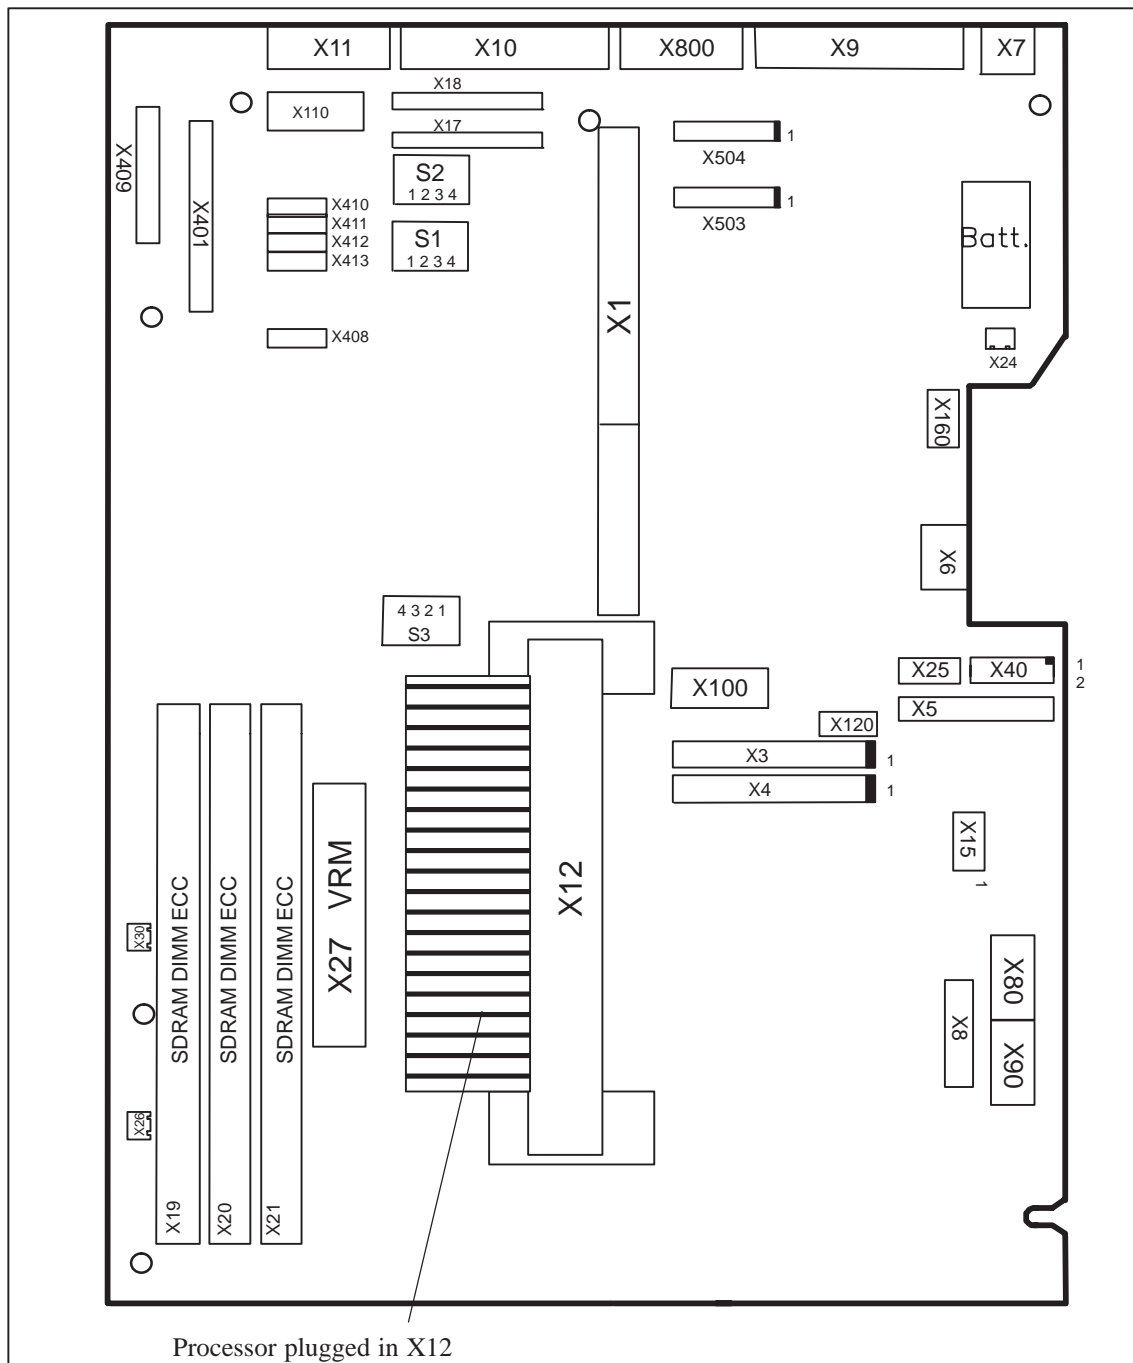 X11 X10 X800 X9 X7
X18
X110
X17
1
X409
X401
S2
1 2 3 4
X504
1
X503
X410
X411
X412
X413
S1
1 2 3 4
Batt.
X1
X408
X24
X160
X6
4 3 2 1
S3
X100
X25
X40
1
2
X5
X120
X3
1
X4
1
X15
1
X12
X27 VRM
SDRAM DIMM ECC
SDRAM DIMM ECC
SDRAM DIMM ECC
X30
X80
X8
X90
X26
X19
X20
X21
Processor plugged in X12